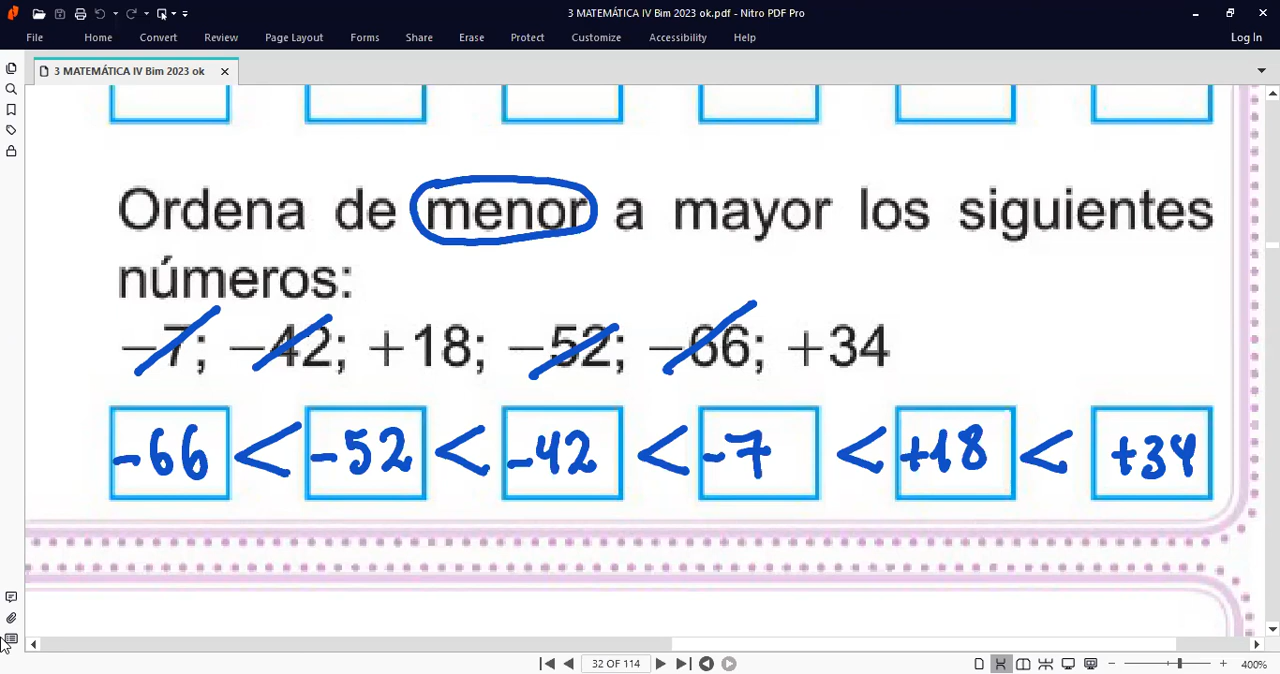 3 MATEMÁTICA IV Bim 2023 ok.pdf - Nitro PDF Pro
File Home Convert Review Page Layout Forms Share Erase Protect Customize Accessibility Help Log In
3 MATEMÁTICA IV Bim 2023 ok
Ordena de menor a mayor los siguientes
números:
−7; −42; +18; −52; −66; +34
-66 < -52 < -42 < -7 < +18 < +34
32 OF 114
400%